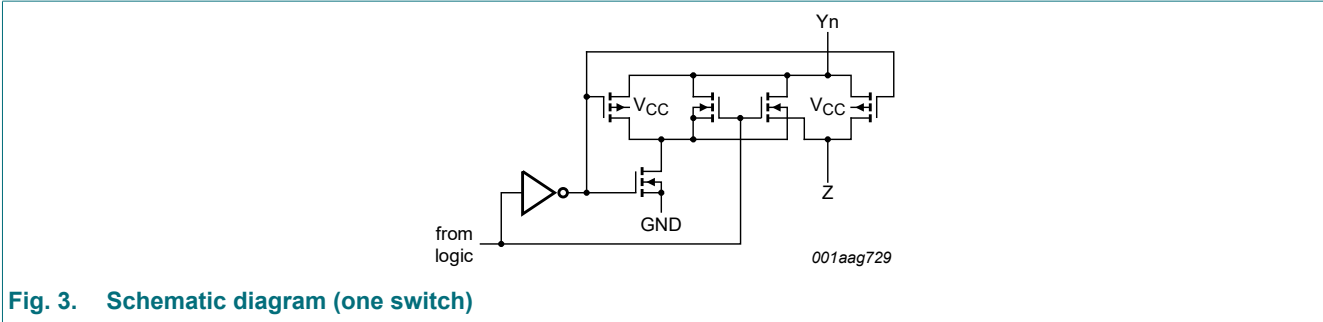 Yn
VCC
VCC
Z
GND
from
logic
001aag729
Fig. 3. Schematic diagram (one switch)